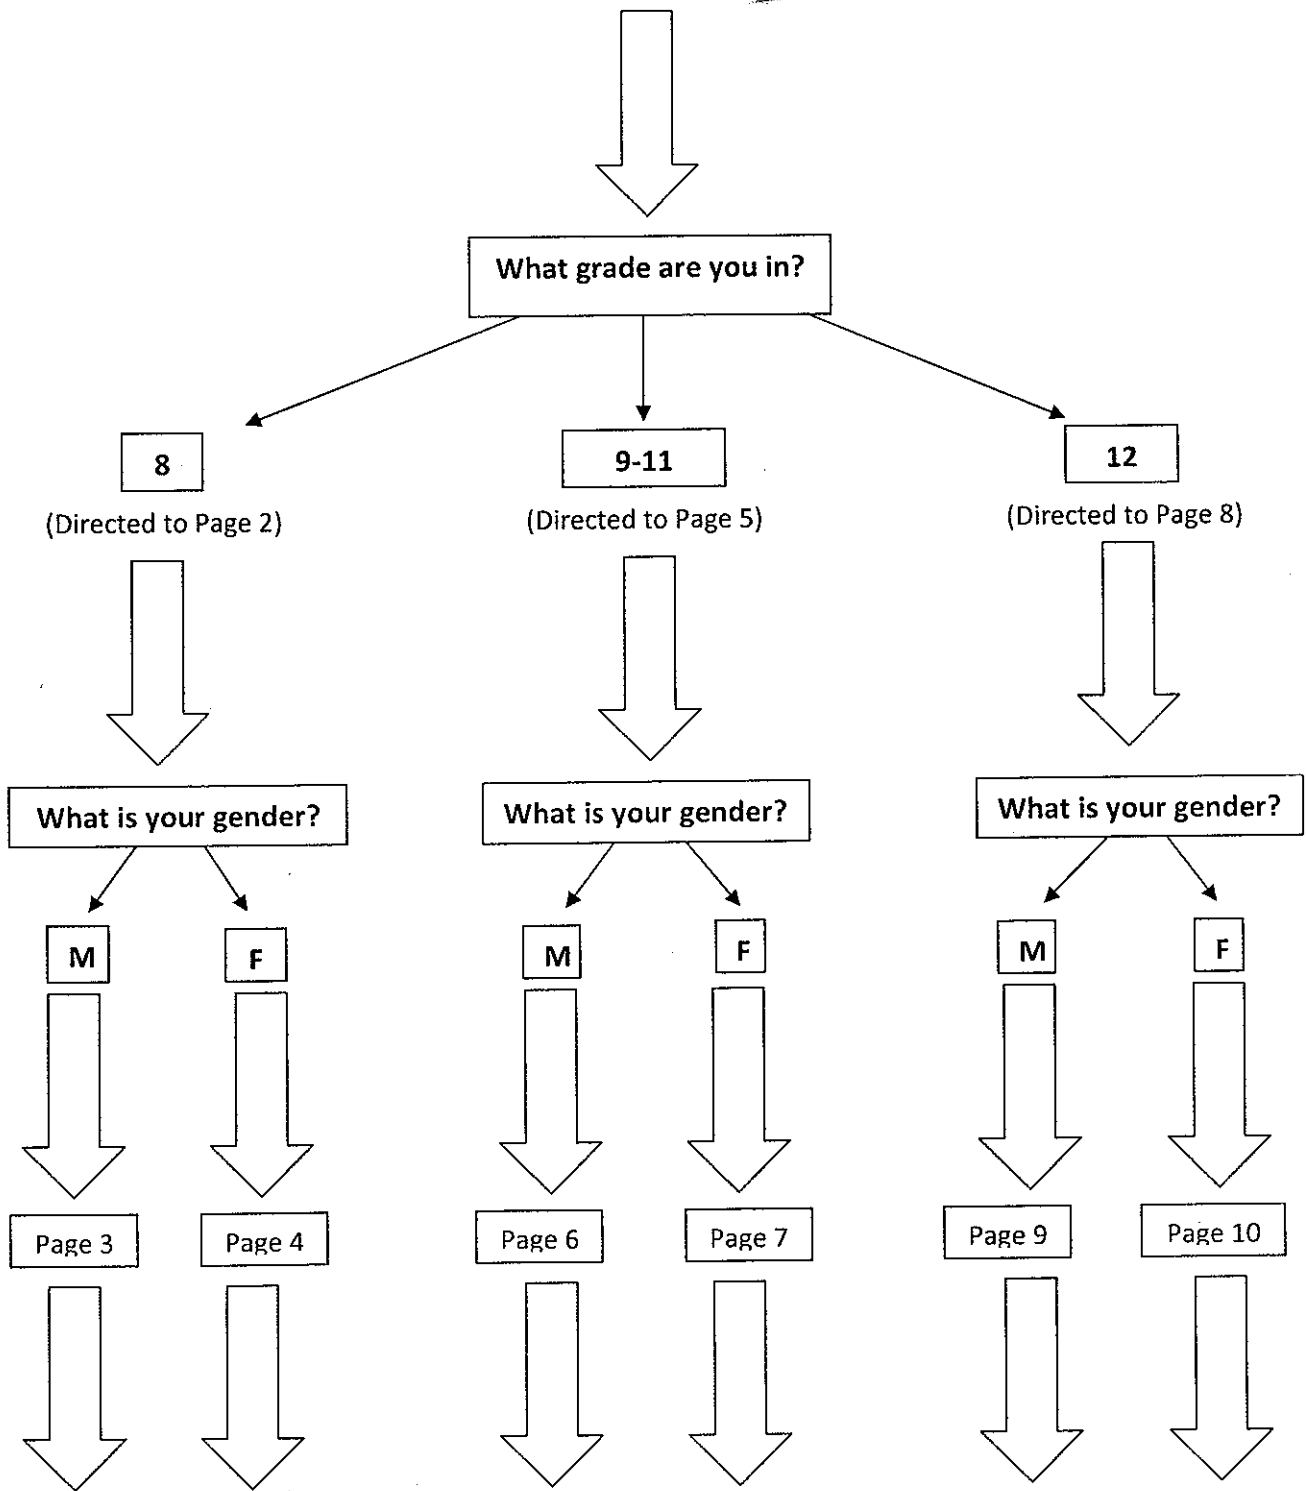 What grade are you in?
8
9-11
12
(Directed to Page 2)
(Directed to Page 5)
(Directed to Page 8)
What is your gender?
What is your gender?
What is your gender?
M
F
M
F
M
F
Page 3
Page 4
Page 6
Page 7
Page 9
Page 10